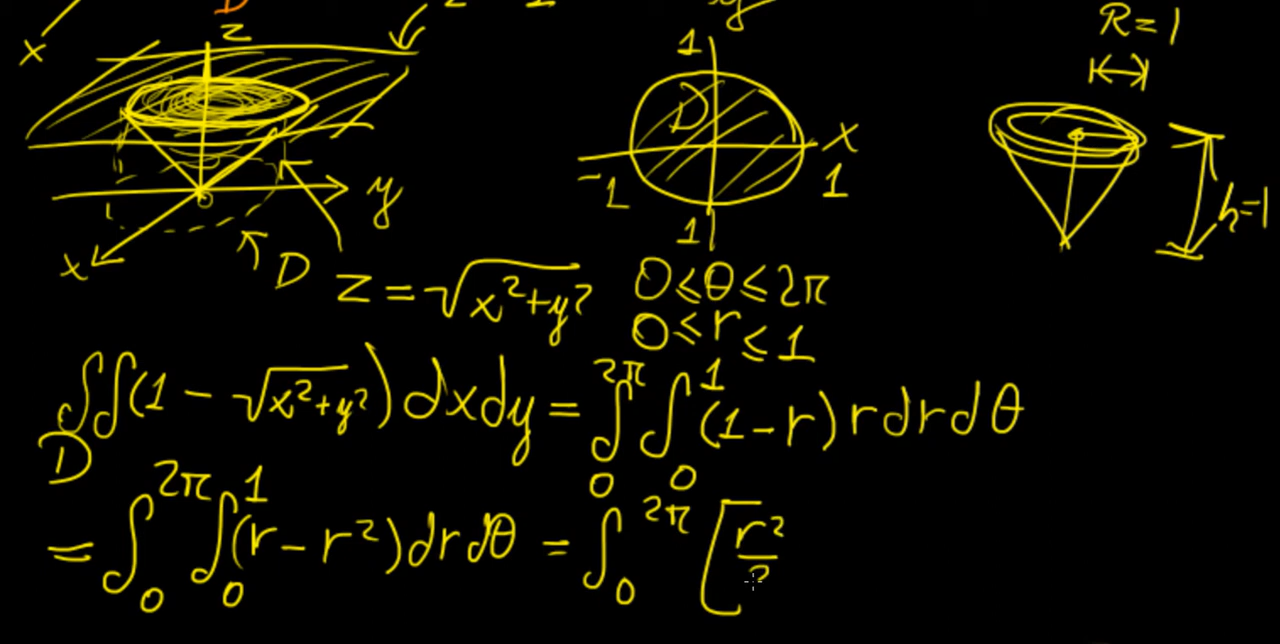 R=1
x
z
1
D
x
-1
1
1
h=1
y
x
D
z = √(x²+y²)
0 ≤ θ ≤ 2π
0 ≤ r ≤ 1
∬_D (1 - √(x²+y²)) dxdy = ∫_0^{2π} ∫_0^1 (1-r) r dr dθ
= ∫_0^{2π} ∫_0^1 (r - r²) dr dθ = ∫_0^{2π} [r²/2